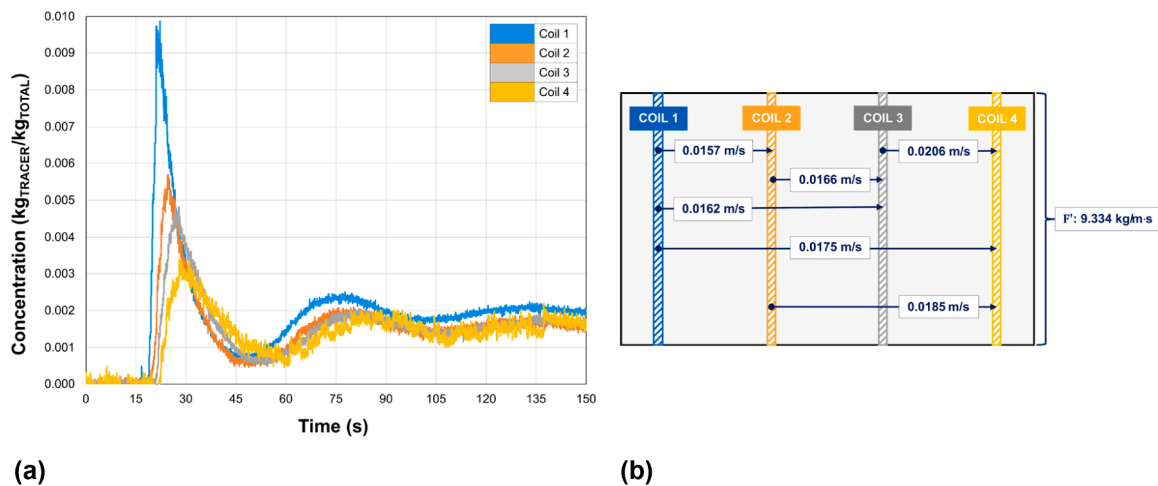 0.010
0.009
0.008
0.007
0.006
0.005
0.004
0.003
0.002
0.001
0.000
Concentration (kgTRACER/kgTOTAL)
0 15 30 45 60 75 90 105 120 135 150
Time (s)
Coil 1
Coil 2
Coil 3
Coil 4
(a)
COIL 1 COIL 2 COIL 3 COIL 4
0.0157 m/s 0.0206 m/s
0.0166 m/s
0.0162 m/s
0.0175 m/s
0.0185 m/s
F': 9.334 kg/m·s
(b)